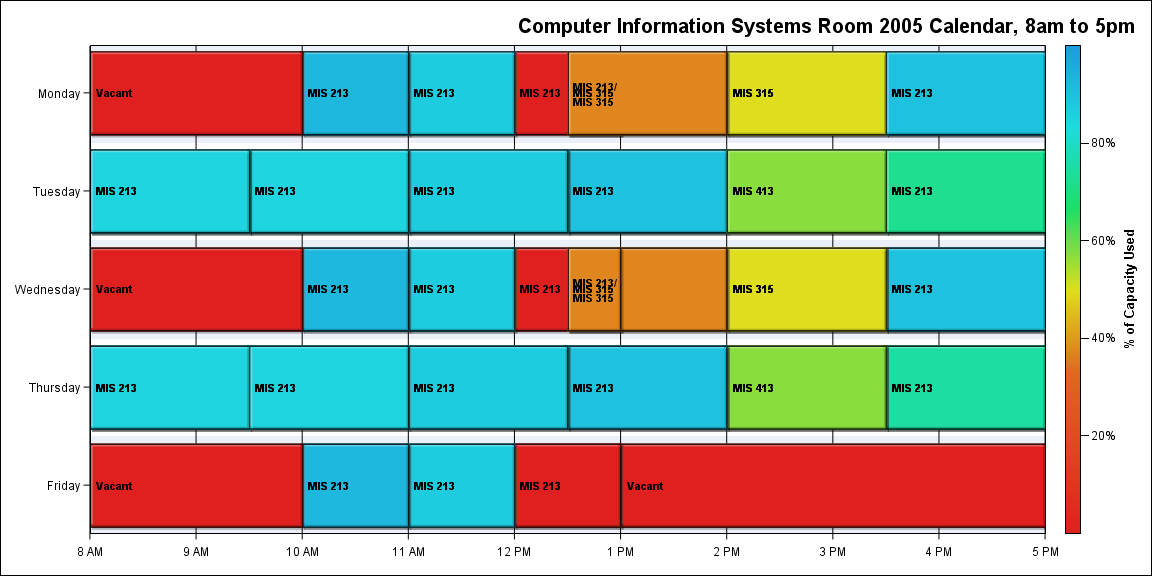 Computer Information Systems Room 2005 Calendar, 8am to 5pm
Monday
Vacant
MIS 213
MIS 213
MIS 213
MIS 213/
MIS 315
MIS 315
MIS 315
MIS 213
Tuesday
MIS 213
MIS 213
MIS 213
MIS 213
MIS 413
MIS 213
Wednesday
Vacant
MIS 213
MIS 213
MIS 213
MIS 213/
MIS 315
MIS 315
MIS 315
MIS 213
Thursday
MIS 213
MIS 213
MIS 213
MIS 213
MIS 413
MIS 213
Friday
Vacant
MIS 213
MIS 213
MIS 213
Vacant
8 AM
9 AM
10 AM
11 AM
12 PM
1 PM
2 PM
3 PM
4 PM
5 PM
80%
60%
40%
20%
% of Capacity Used